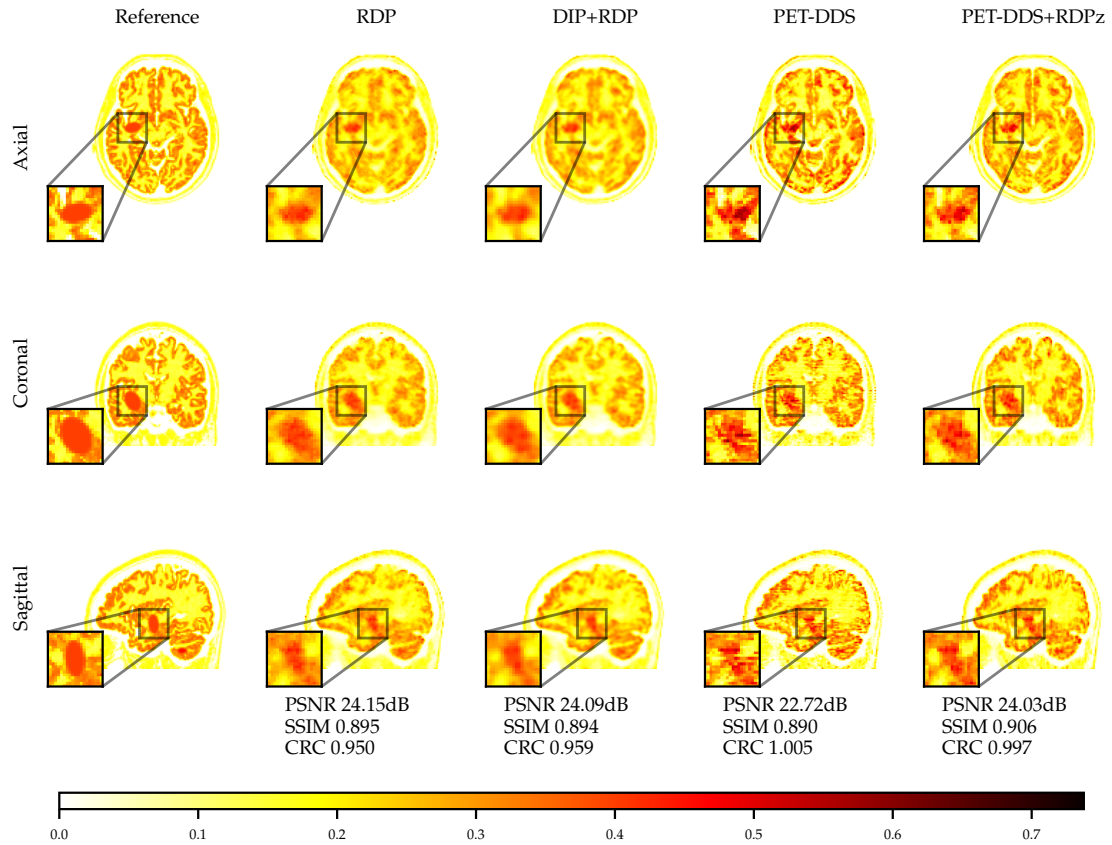 Reference
RDP
DIP+RDP
PET-DDS
PET-DDS+RDPz
Axial
Coronal
Sagittal
PSNR 24.15dB
SSIM 0.895
CRC 0.950
PSNR 24.09dB
SSIM 0.894
CRC 0.959
PSNR 22.72dB
SSIM 0.890
CRC 1.005
PSNR 24.03dB
SSIM 0.906
CRC 0.997
0.0 0.1 0.2 0.3 0.4 0.5 0.6 0.7